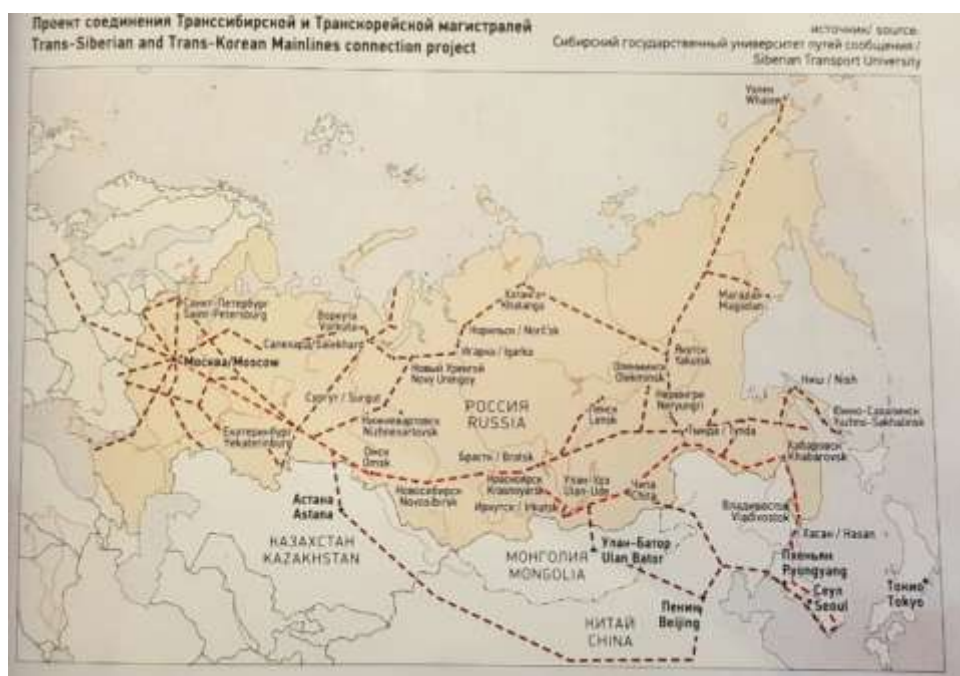 Проект соединения Транссибирской и Транскорейской магистралей
Trans-Siberian and Trans-Korean Mainlines connection project
источник/ source:
Сибирский государственный университет путей сообщения /
Siberian Transport University
Уэлен
Whalen
Санкт-Петербург
Saint-Petersburg
Воркута
Vorkuta
Салехард/Salekhard
Хатанга
Khatanga
Магадан
Magadan
Норильск / Noril'sk
Игарка / Igarka
Москва/Moscow
Новый Уренгой
Novy Urengoy
Олекминск
Olekminsk
Якутск
Yakutsk
Нерюнгри
Neryungri
Ниш / Nish
Сургут / Surgut
РОССИЯ
RUSSIA
Ленск
Lensk
Южно-Сахалинск
Yuzhno-Sakhalinsk
Нижневартовск
Nizhnevartovsk
Тында / Tynda
Екатеринбург
Yekaterinburg
Омск
Omsk
Братск / Bratsk
Хабаровск
Khabarovsk
Новосибирск
Novosibirsk
Красноярск
Krasnoyarsk
Улан-Удэ
Ulan-Ude
Чита
Chita
Иркутск / Irkutsk
Астана
Astana
Владивосток
Vladivostok
Хасан / Hasan
КАЗАХСТАН
KAZAKHSTAN
МОНГОЛИЯ
MONGOLIA
Улан-Батор
Ulan Bator
Пхеньян
Pyongyang
Сеул
Seoul
Токио
Tokyo
Пекин
Beijing
КИТАЙ
CHINA